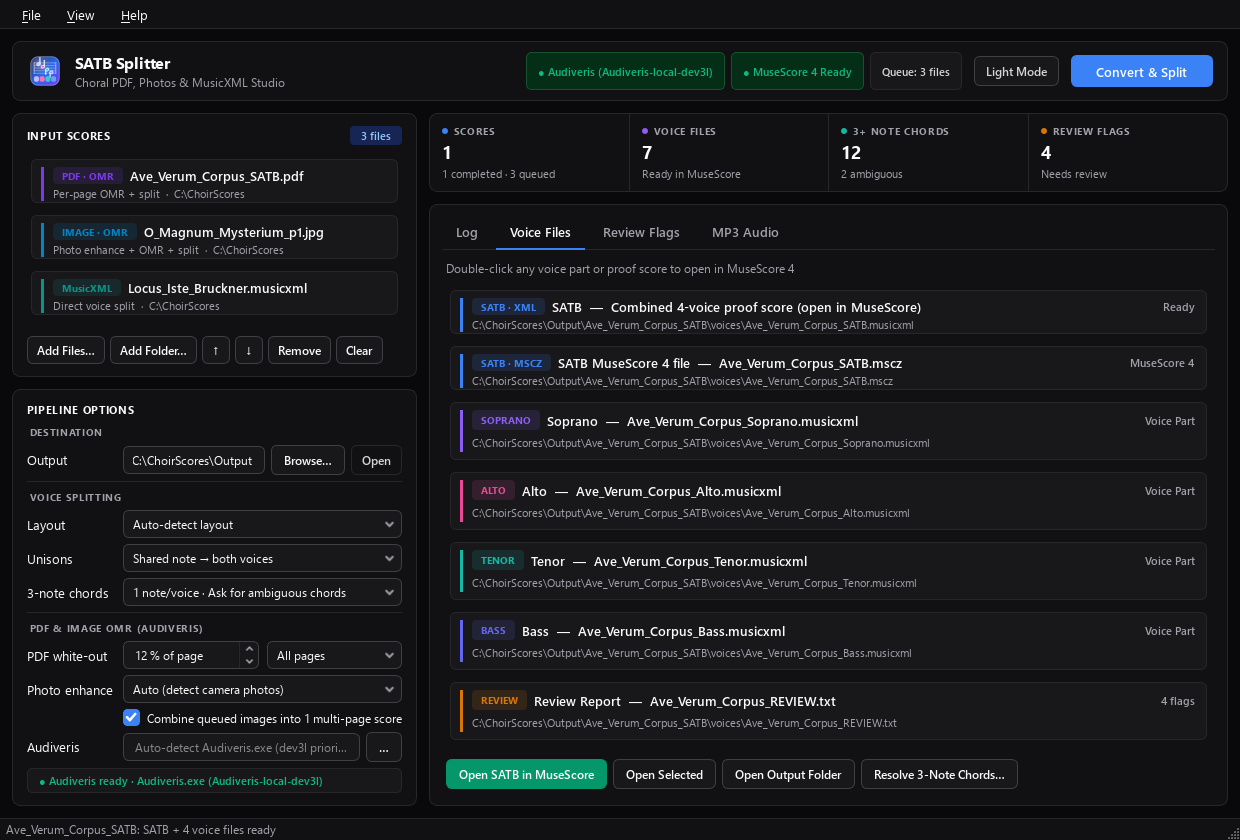 File View Help
SATB Splitter
Choral PDF, Photos & MusicXML Studio
● Audiveris (Audiveris-local-dev3l)
● MuseScore 4 Ready
Queue: 3 files
Light Mode
Convert & Split
INPUT SCORES
3 files
PDF · OMR Ave_Verum_Corpus_SATB.pdf
Per-page OMR + split · C:\ChoirScores
IMAGE · OMR O_Magnum_Mysterium_p1.jpg
Photo enhance + OMR + split · C:\ChoirScores
MusicXML Locus_Iste_Bruckner.musicxml
Direct voice split · C:\ChoirScores
Add Files... Add Folder... ↑ ↓ Remove Clear
PIPELINE OPTIONS
DESTINATION
Output C:\ChoirScores\Output Browse... Open
VOICE SPLITTING
Layout Auto-detect layout
Unisons Shared note → both voices
3-note chords 1 note/voice · Ask for ambiguous chords
PDF & IMAGE OMR (AUDIVERIS)
PDF white-out 12 % of page All pages
Photo enhance Auto (detect camera photos)
Combine queued images into 1 multi-page score
Audiveris Auto-detect Audiveris.exe (dev3l priori... ...
● Audiveris ready · Audiveris.exe (Audiveris-local-dev3l)
● SCORES
1
1 completed · 3 queued
● VOICE FILES
7
Ready in MuseScore
● 3+ NOTE CHORDS
12
2 ambiguous
● REVIEW FLAGS
4
Needs review
Log Voice Files Review Flags MP3 Audio
Double-click any voice part or proof score to open in MuseScore 4
SATB · XML SATB — Combined 4-voice proof score (open in MuseScore) Ready
C:\ChoirScores\Output\Ave_Verum_Corpus_SATB\voices\Ave_Verum_Corpus_SATB.musicxml
SATB · MSCZ SATB MuseScore 4 file — Ave_Verum_Corpus_SATB.mscz MuseScore 4
C:\ChoirScores\Output\Ave_Verum_Corpus_SATB\voices\Ave_Verum_Corpus_SATB.mscz
SOPRANO Soprano — Ave_Verum_Corpus_Soprano.musicxml Voice Part
C:\ChoirScores\Output\Ave_Verum_Corpus_SATB\voices\Ave_Verum_Corpus_Soprano.musicxml
ALTO Alto — Ave_Verum_Corpus_Alto.musicxml Voice Part
C:\ChoirScores\Output\Ave_Verum_Corpus_SATB\voices\Ave_Verum_Corpus_Alto.musicxml
TENOR Tenor — Ave_Verum_Corpus_Tenor.musicxml Voice Part
C:\ChoirScores\Output\Ave_Verum_Corpus_SATB\voices\Ave_Verum_Corpus_Tenor.musicxml
BASS Bass — Ave_Verum_Corpus_Bass.musicxml Voice Part
C:\ChoirScores\Output\Ave_Verum_Corpus_SATB\voices\Ave_Verum_Corpus_Bass.musicxml
REVIEW Review Report — Ave_Verum_Corpus_REVIEW.txt 4 flags
C:\ChoirScores\Output\Ave_Verum_Corpus_SATB\voices\Ave_Verum_Corpus_REVIEW.txt
Open SATB in MuseScore Open Selected Open Output Folder Resolve 3-Note Chords...
Ave_Verum_Corpus_SATB: SATB + 4 voice files ready